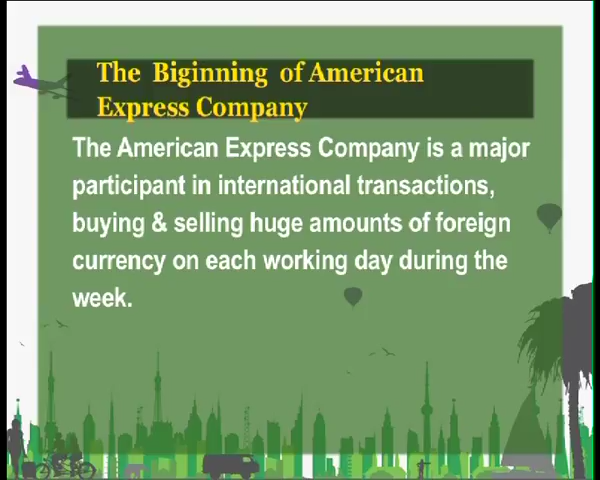 The Biginning of American
Express Company
The American Express Company is a major
participant in international transactions,
buying & selling huge amounts of foreign
currency on each working day during the
week.